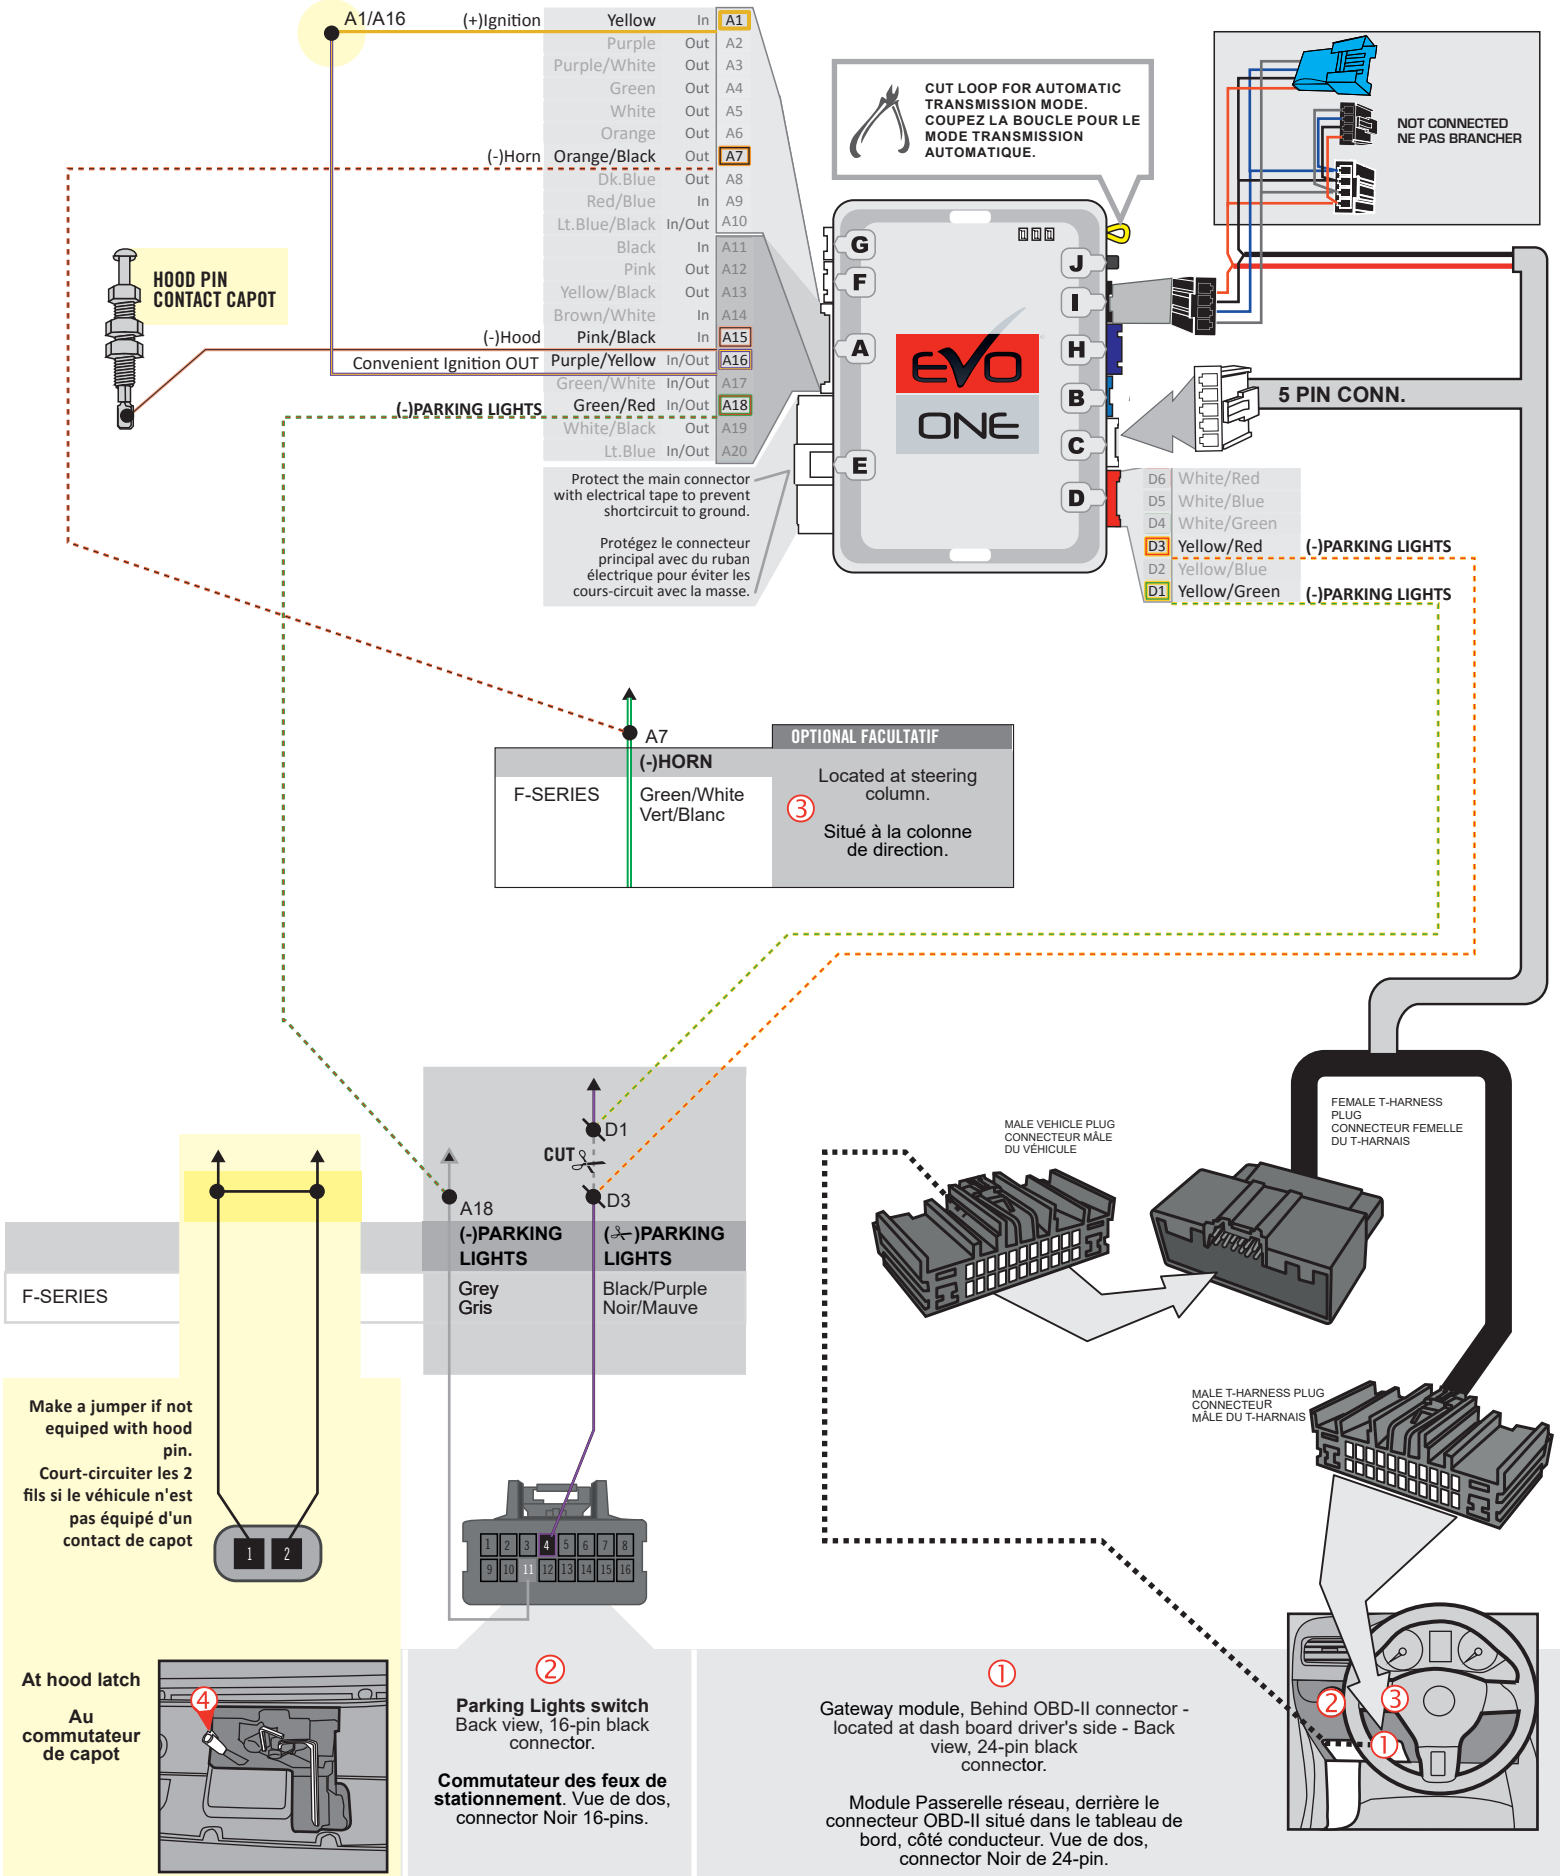 A1/A16
(+)Ignition Yellow In A1
Purple Out A2
Purple/White Out A3
Green Out A4
White Out A5
Orange Out A6
(-)Horn Orange/Black Out A7
Dk.Blue Out A8
Red/Blue In A9
Lt.Blue/Black In/Out A10
Black In A11
Pink Out A12
Yellow/Black Out A13
Brown/White In A14
(-)Hood Pink/Black In A15
Convenient Ignition OUT Purple/Yellow In/Out A16
Green/White In/Out A17
(-)PARKING LIGHTS Green/Red In/Out A18
White/Black Out A19
Lt.Blue In/Out A20
Protect the main connector
with electrical tape to prevent
shortcircuit to ground.
Protégez le connecteur
principal avec du ruban
électrique pour éviter les
cours-circuit avec la masse.
HOOD PIN
CONTACT CAPOT
CUT LOOP FOR AUTOMATIC
TRANSMISSION MODE.
COUPEZ LA BOUCLE POUR LE
MODE TRANSMISSION
AUTOMATIQUE.
NOT CONNECTED
NE PAS BRANCHER
G
F
A
E
J
I
H
B
C
D
EVO
ONE
5 PIN CONN.
D6 White/Red
D5 White/Blue
D4 White/Green
D3 Yellow/Red (-)PARKING LIGHTS
D2 Yellow/Blue
D1 Yellow/Green (-)PARKING LIGHTS
A7
OPTIONAL FACULTATIF
(-)HORN
F-SERIES
Green/White
Vert/Blanc
3
Located at steering
column.
Situé à la colonne
de direction.
D1
CUT
D3
A18
(-)PARKING
LIGHTS
( )PARKING
LIGHTS
F-SERIES
Grey
Gris
Black/Purple
Noir/Mauve
Make a jumper if not
equiped with hood
pin.
Court-circuiter les 2
fils si le véhicule n'est
pas équipé d'un
contact de capot
1 2
1 2 3 4 5 6 7 8
9 10 11 12 13 14 15 16
MALE VEHICLE PLUG
CONNECTEUR MÂLE
DU VÉHICULE
FEMALE T-HARNESS
PLUG
CONNECTEUR FEMELLE
DU T-HARNAIS
MALE T-HARNESS PLUG
CONNECTEUR
MÂLE DU T-HARNAIS
At hood latch
Au
commutateur
de capot
4
2
Parking Lights switch
Back view, 16-pin black
connector.
Commutateur des feux de
stationnement. Vue de dos,
connector Noir 16-pins.
1
Gateway module, Behind OBD-II connector -
located at dash board driver's side - Back
view, 24-pin black
connector.
Module Passerelle réseau, derrière le
connecteur OBD-II situé dans le tableau de
bord, côté conducteur. Vue de dos,
connector Noir de 24-pin.
2
3
1